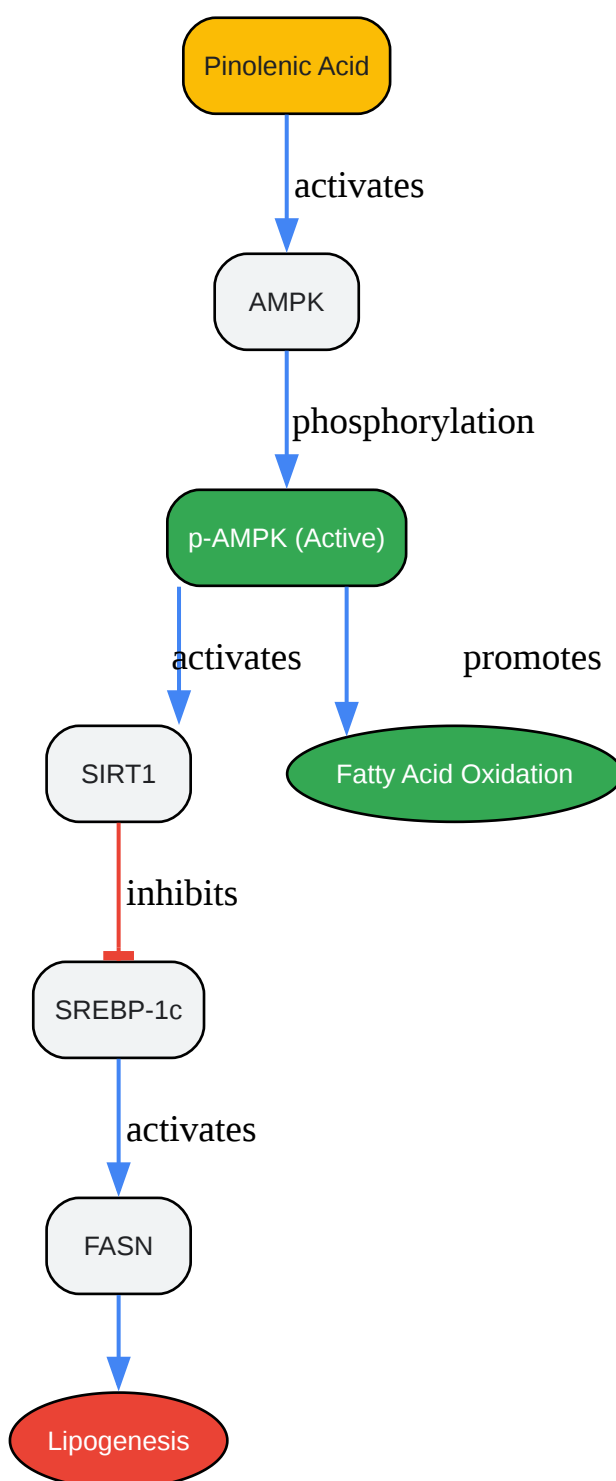 Pinolenic Acid
activates
AMPK
phosphorylation
p-AMPK (Active)
activates
promotes
SIRT1
Fatty Acid Oxidation
inhibits
SREBP-1c
activates
FASN
Lipogenesis